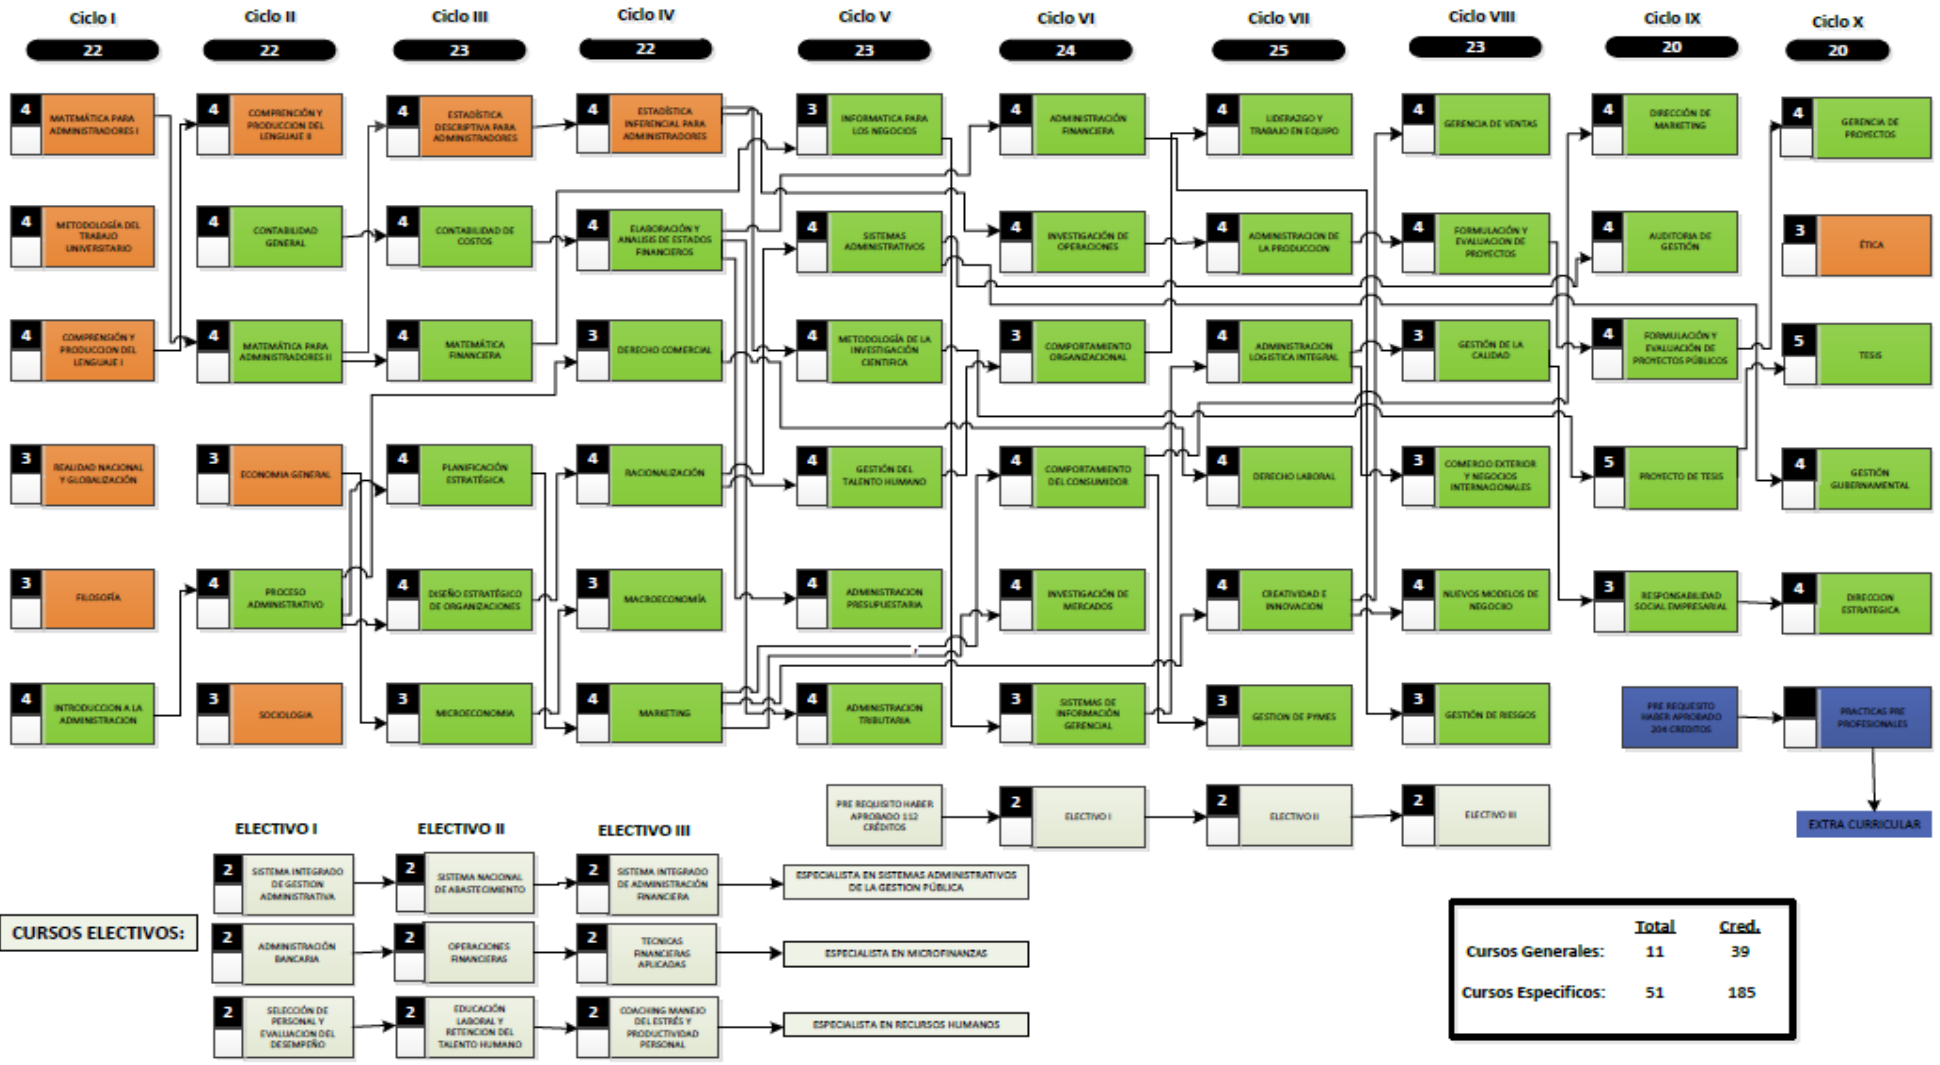 Ciclo I
Ciclo II
Ciclo III
Ciclo IV
Ciclo V
Ciclo VI
Ciclo VII
Ciclo VIII
Ciclo IX
Ciclo X
22
22
23
22
23
24
25
23
20
20
4
MATEMÁTICA PARA
ADMINISTRADORES I
4
COMPRENCIÓN Y
PRODUCCION DEL
LENGUAJE II
4
ESTADÍSTICA
DESCRIPTIVA PARA
ADMINISTRADORES
4
ESTADÍSTICA
INFERENCIAL PARA
ADMINISTRADORES
3
INFORMATICA PARA
LOS NEGOCIOS
4
ADMINISTRACIÓN
FINANCIERA
4
LIDERAZGO Y
TRABAJO EN EQUIPO
4
GERENCIA DE VENTAS
4
DIRECCIÓN DE
MARKETING
4
GERENCIA DE
PROYECTOS
4
METODOLOGÍA DEL
TRABAJO
UNIVERSITARIO
4
CONTABILIDAD
GENERAL
4
CONTABILIDAD DE
COSTOS
4
ELABORACIÓN Y
ANALISIS DE ESTADOS
FINANCIEROS
4
SISTEMAS
ADMINISTRATIVOS
4
INVESTIGACIÓN DE
OPERACIONES
4
ADMINISTRACION DE
LA PRODUCCION
4
FORMULACIÓN Y
EVALUACION DE
PROYECTOS
4
AUDITORIA DE
GESTIÓN
3
ÉTICA
4
COMPRENSIÓN Y
PRODUCCION DEL
LENGUAJE I
4
MATEMÁTICA PARA
ADMINISTRADORES II
4
MATEMÁTICA
FINANCIERA
3
DERECHO COMERCIAL
4
METODOLOGÍA DE LA
INVESTIGACIÓN
CIENTIFICA
3
COMPORTAMIENTO
ORGANIZACIONAL
4
ADMINISTRACION
LOGISTICA INTEGRAL
3
GESTIÓN DE LA
CALIDAD
4
FORMULACIÓN Y
EVALUACIÓN DE
PROYECTOS PÚBLICOS
5
TESIS
3
REALIDAD NACIONAL
Y GLOBALIZACIÓN
3
ECONOMIA GENERAL
4
PLANIFICACIÓN
ESTRATÉGICA
4
RACIONALIZACIÓN
4
GESTIÓN DEL
TALENTO HUMANO
4
COMPORTAMIENTO
DEL CONSUMIDOR
4
DERECHO LABORAL
3
COMERCIO EXTERIOR
Y NEGOCIOS
INTERNACIONALES
5
PROYECTO DE TESIS
4
GESTIÓN
GUBERNAMENTAL
3
FILOSOFÍA
4
PROCESO
ADMINISTRATIVO
4
DISEÑO ESTRATÉGICO
DE ORGANIZACIONES
3
MACROECONOMÍA
4
ADMINISTRACION
PRESUPUESTARIA
4
INVESTIGACIÓN DE
MERCADOS
4
CREATIVIDAD E
INNOVACION
4
NUEVOS MODELOS DE
NEGOCIO
3
RESPONSABILIDAD
SOCIAL EMPRESARIAL
4
DIRECCION
ESTRATEGICA
4
INTRODUCCION A LA
ADMINISTRACION
3
SOCIOLOGIA
3
MICROECONOMIA
4
MARKETING
4
ADMINISTRACION
TRIBUTARIA
3
SISTEMAS DE
INFORMACIÓN
GERENCIAL
3
GESTION DE PYMES
3
GESTIÓN DE RIESGOS
PRE REQUESITO
HABER APROBADO
204 CREDITOS
PRACTICAS PRE
PROFESIONALES
PRE REQUISITO HABER
APROBADO 112
CRÉDITOS
2
ELECTIVO I
2
ELECTIVO II
2
ELECTIVO III
EXTRA CURRICULAR
ELECTIVO I
ELECTIVO II
ELECTIVO III
2
SISTEMA INTEGRADO
DE GESTION
ADMINISTRATIVA
2
SISTEMA NACIONAL
DE ABASTECIMIENTO
2
SISTEMA INTEGRADO
DE ADMINISTRACIÓN
FINANCIERA
ESPECIALISTA EN SISTEMAS ADMINISTRATIVOS
DE LA GESTION PÚBLICA
CURSOS ELECTIVOS:
2
ADMINISTRACIÓN
BANCARIA
2
OPERACIONES
FINANCIERAS
2
TECNICAS
FINANCIERAS
APLICADAS
ESPECIALISTA EN MICROFINANZAS
2
SELECCIÓN DE
PERSONAL Y
EVALUACION DEL
DESEMPEÑO
2
EDUCACIÓN
LABORAL Y
RETENCION DEL
TALENTO HUMANO
2
COACHING MANEJO
DEL ESTRÉS Y
PRODUCTIVIDAD
PERSONAL
ESPECIALISTA EN RECURSOS HUMANOS
Total Cred.
Cursos Generales: 11 39
Cursos Especificos: 51 185